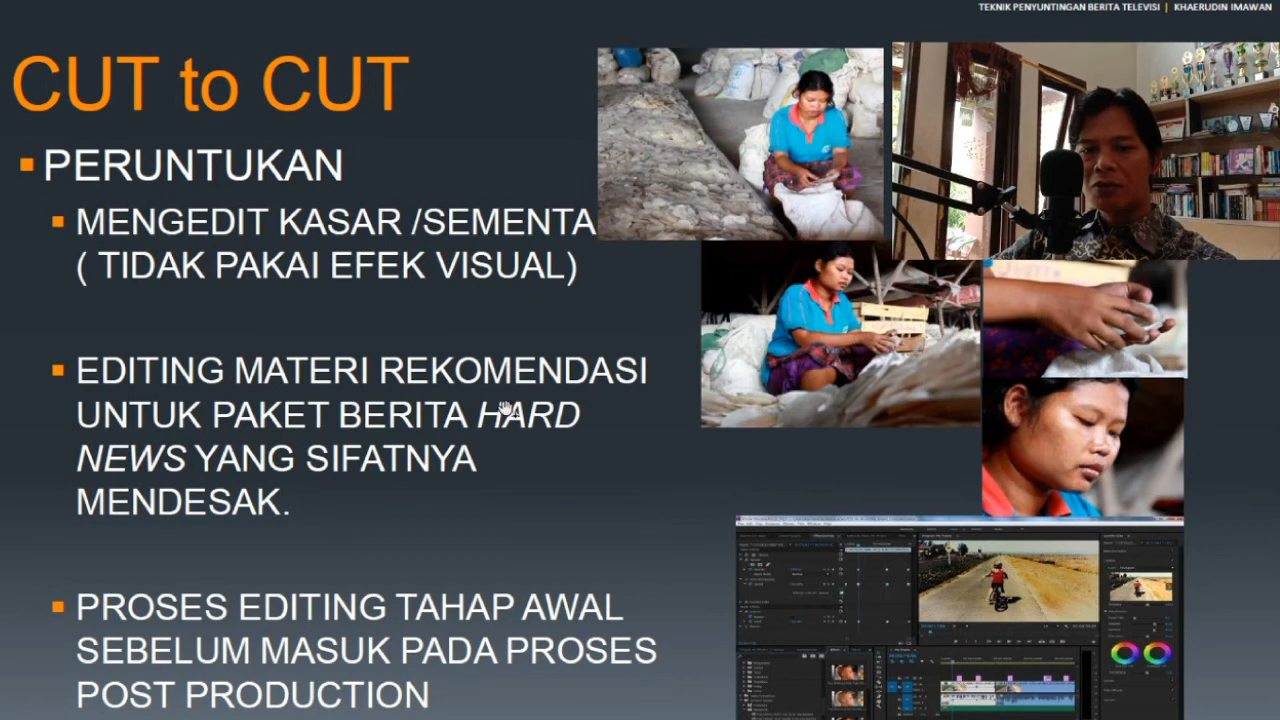 TEKNIK PENYUNTINGAN BERITA TELEVISI | KHAERUDIN IMAWAN
CUT to CUT
PERUNTUKAN
MENGEDIT KASAR /SEMENTA
( TIDAK PAKAI EFEK VISUAL)
EDITING MATERI REKOMENDASI
UNTUK PAKET BERITA HARD
NEWS YANG SIFATNYA
MENDESAK.
PROSES EDITING TAHAP AWAL
SEBELUM MASUK PADA PROSES
POST PRODUCTION